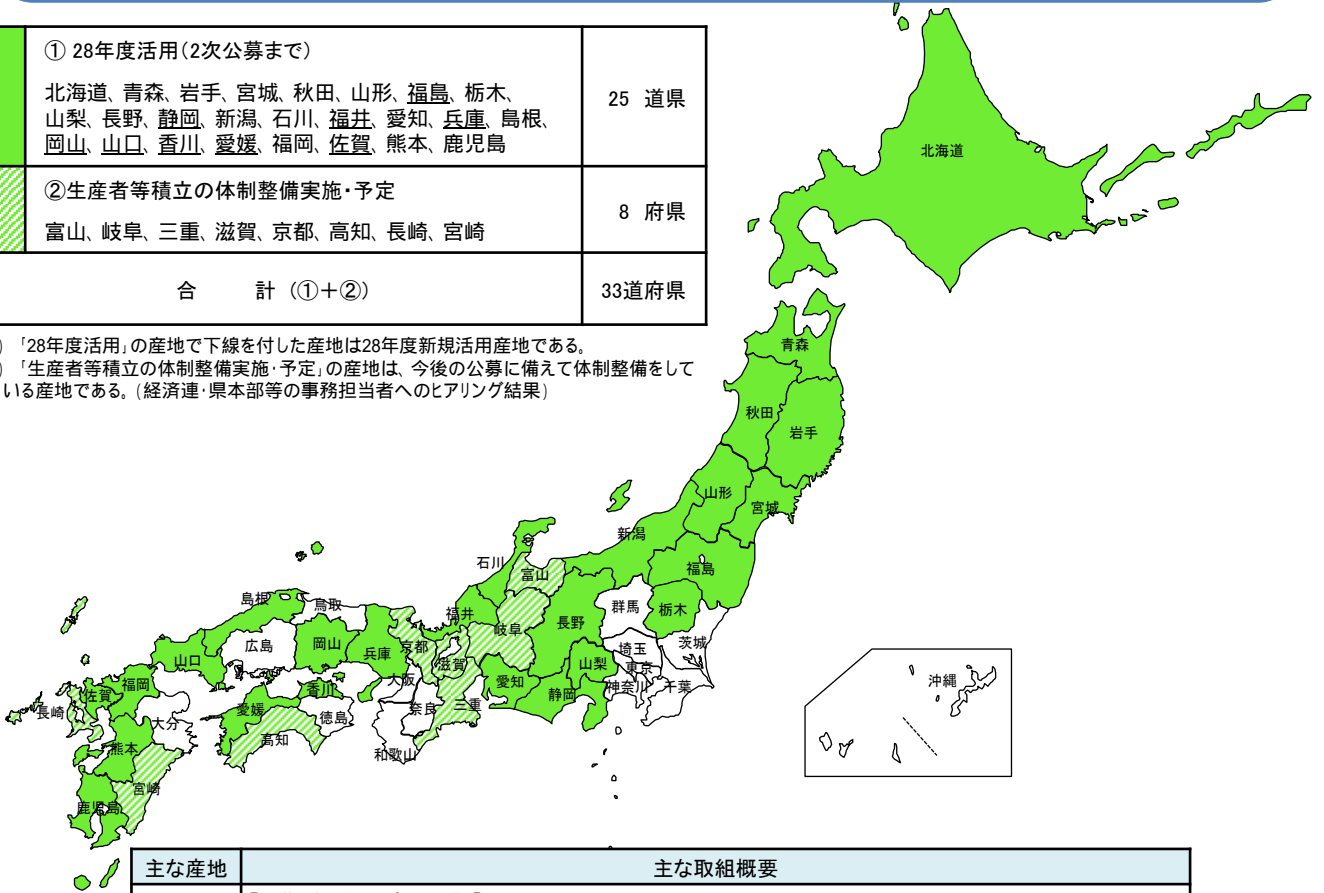 ① 28年度活用(2次公募まで)
北海道、青森、岩手、宮城、秋田、山形、福島、栃木、
山梨、長野、静岡、新潟、石川、福井、愛知、兵庫、島根、
岡山、山口、香川、愛媛、福岡、佐賀、熊本、鹿児島
25 道県
②生産者等積立の体制整備実施・予定
富山、岐阜、三重、滋賀、京都、高知、長崎、宮崎
8 府県
合 計 (①+②)
33道府県
) 「28年度活用」の産地で下線を付した産地は28年度新規活用産地である。
) 「生産者等積立の体制整備実施・予定」の産地は、今後の公募に備えて体制整備をして
いる産地である。(経済連・県本部等の事務担当者へのヒアリング結果)
北海道
青森
秋田
岩手
山形
宮城
新潟
福島
石川
富山
群馬
栃木
島根
鳥取
福井
長野
茨城
広島
岡山
兵庫
京都
岐阜
埼玉
山口
滋賀
山梨
東京
沖縄
福岡
佐賀
香川
大阪
愛知
静岡
神奈川
千葉
長崎
愛媛
徳島
奈良
三重
大分
高知
和歌山
熊本
宮崎
鹿児島
主な産地
主な取組概要